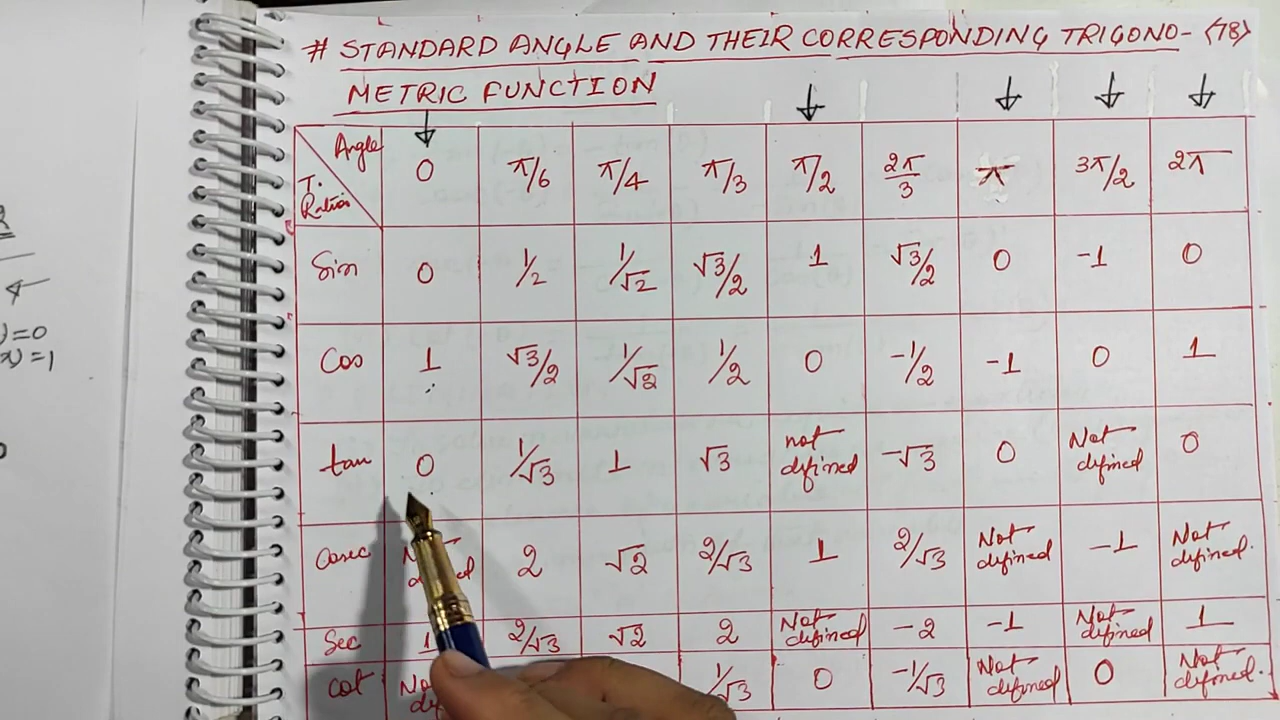 # STANDARD ANGLE AND THEIR CORRESPONDING TRIGONO- (78)
METRIC FUNCTION
Angle
T. Ratios
0 π/6 π/4 π/3 π/2 2π/3 π 3π/2 2π
Sin 0 1/2 1/√2 √3/2 1 √3/2 0 -1 0
Cos 1 √3/2 1/√2 1/2 0 -1/2 -1 0 1
tan 0 1/√3 1 √3 not defined -√3 0 Not defined 0
Cosec 2 √2 2/√3 1 2/√3 Not defined -1 Not defined.
Sec 1 2/√3 √2 2 Not defined -2 -1 Not defined 1
Cot 1/√3 0 -1/√3 Not defined 0 Not defined.
)=0
)=1